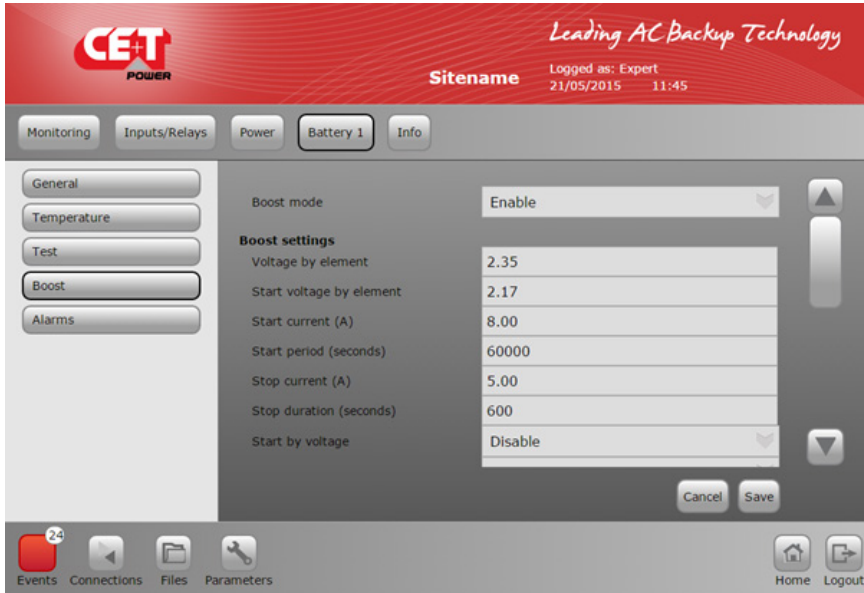 CE+T
POWER
Leading AC Backup Technology
Sitename
Logged as: Expert
21/05/2015 11:45
Monitoring
Inputs/Relays
Power
Battery 1
Info
General
Temperature
Test
Boost
Alarms
Boost mode Enable
Boost settings
Voltage by element 2.35
Start voltage by element 2.17
Start current (A) 8.00
Start period (seconds) 60000
Stop current (A) 5.00
Stop duration (seconds) 600
Start by voltage Disable
Cancel
Save
24
Events
Connections
Files
Parameters
Home
Logout